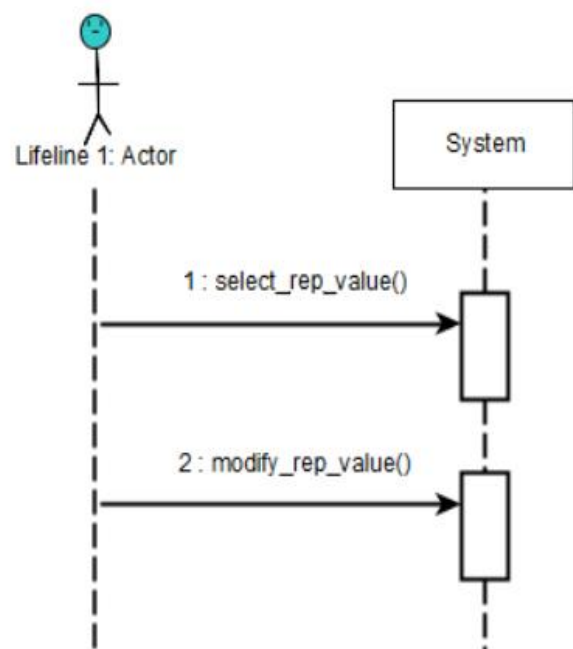 Lifeline 1: Actor
System
1 : select_rep_value()
2 : modify_rep_value()